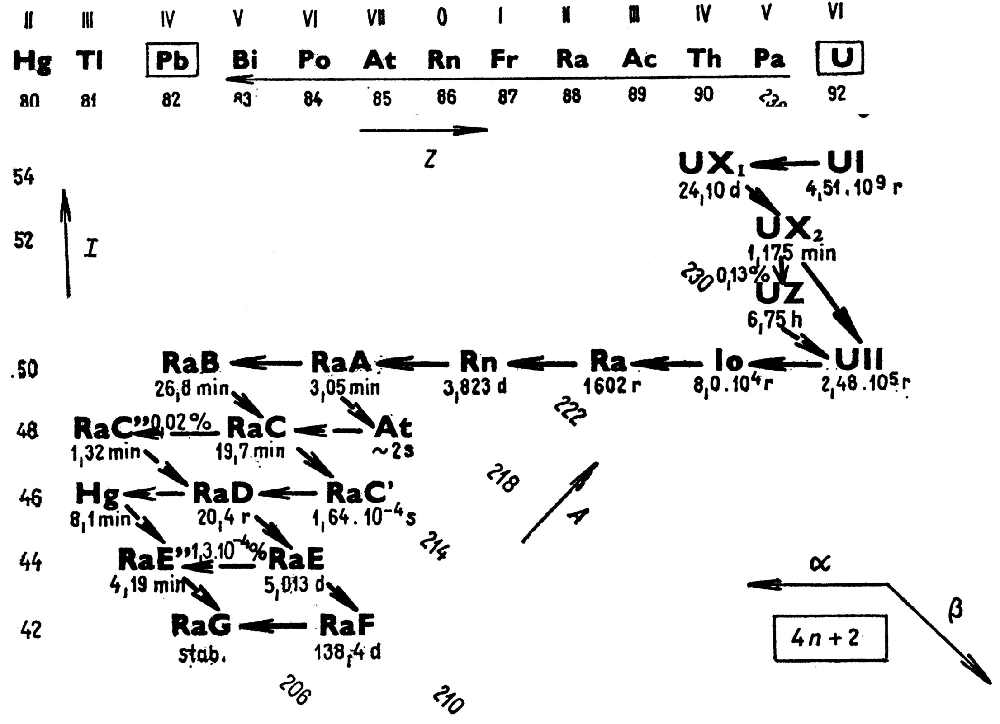 II III IV V VI VII 0 I II III IV V VI
Hg Tl Pb Bi Po At Rn Fr Ra Ac Th Pa U
80 81 82 83 84 85 86 87 88 89 90 92
Z
54 UX₁ UI
24,10 d 4,51.10⁹ r
52 I UX₂
1,175 min
230 0,13%
UZ
6,75 h
50 RaB RaA Rn Ra Io UII
26,8 min 3,05 min 3,823 d 1602 r 8,0.10⁴ r 2,48.10⁵ r
222
48 RaC” 0,02% RaC At
1,32 min 19,7 min ~2s
218
46 Hg RaD RaC’
8,1 min 20,4 r 1,64.10⁻⁴ s
A
214
44 RaE” 1,3.10⁻⁴% RaE
4,19 min 5,013 d
α
β
42 RaG RaF
stab. 138,4 d
4n + 2
206 210